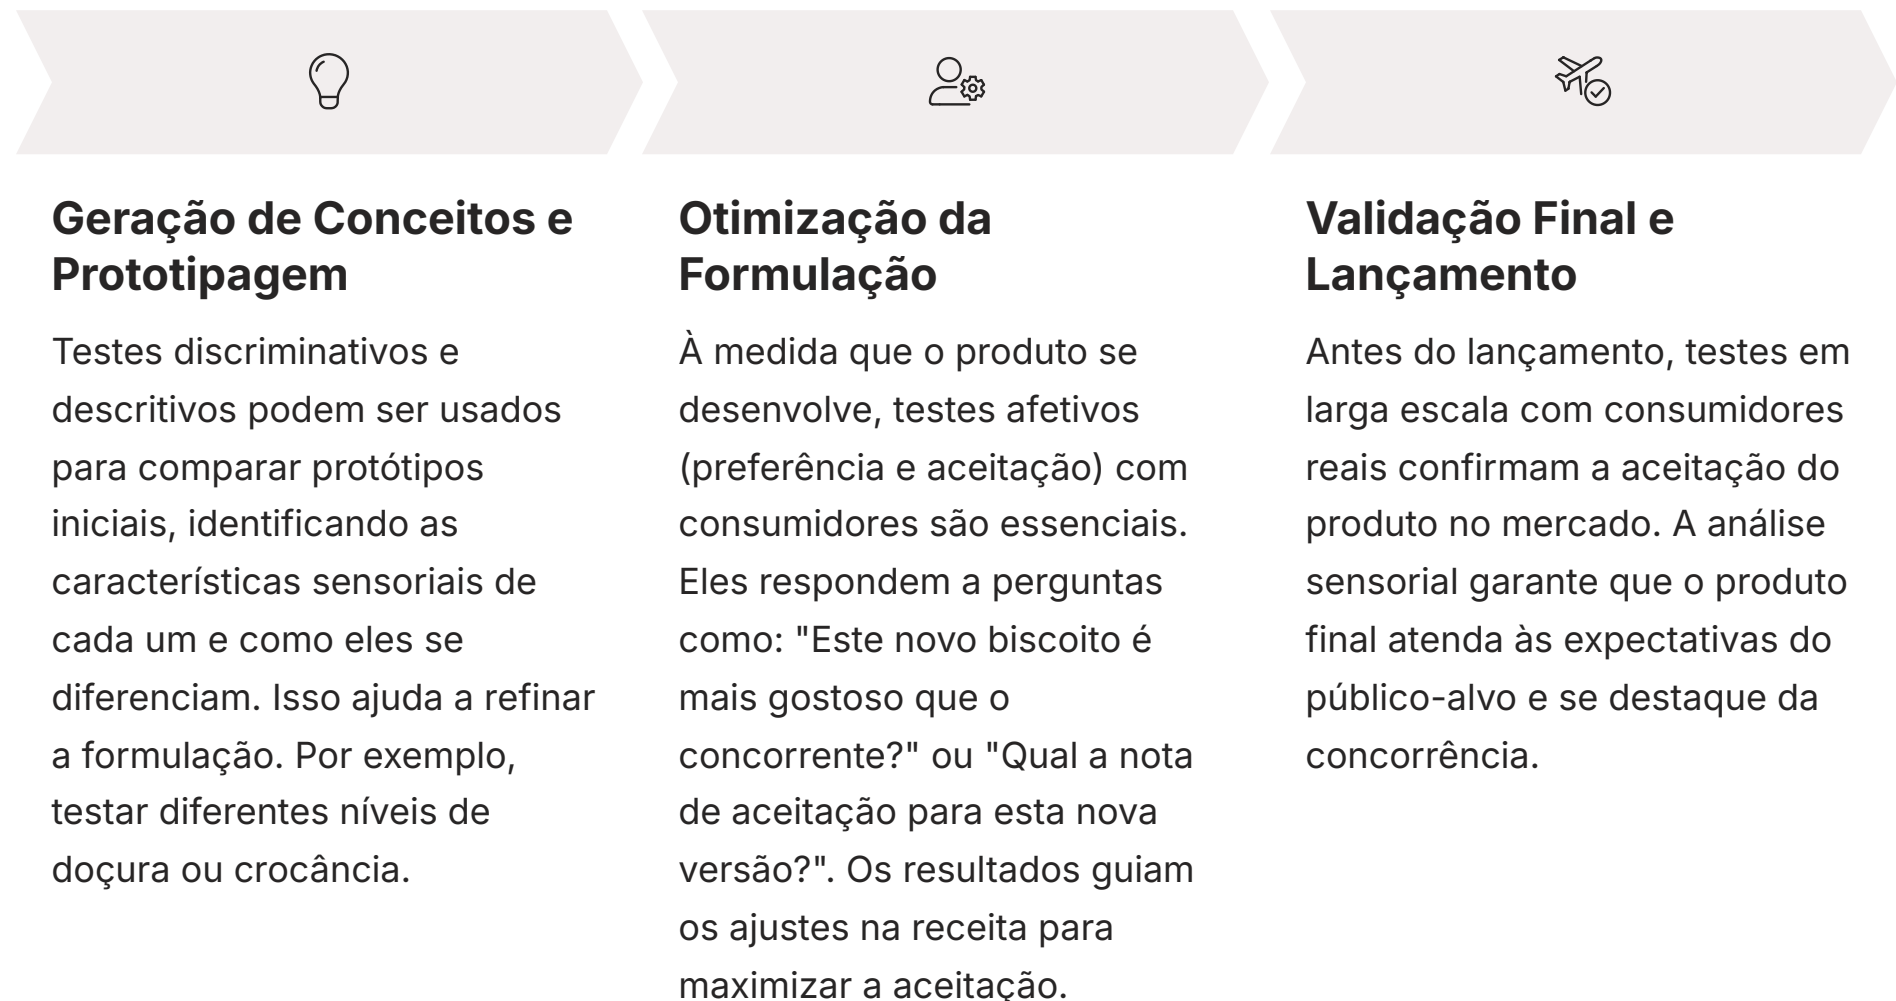 Geração de Conceitos e
Prototipagem
Testes discriminativos e
descritivos podem ser usados
para comparar protótipos
iniciais, identificando as
características sensoriais de
cada um e como eles se
diferenciam. Isso ajuda a refinar
a formulação. Por exemplo,
testar diferentes níveis de
doçura ou crocância.
Otimização da
Formulação
À medida que o produto se
desenvolve, testes afetivos
(preferência e aceitação) com
consumidores são essenciais.
Eles respondem a perguntas
como: "Este novo biscoito é
mais gostoso que o
concorrente?" ou "Qual a nota
de aceitação para esta nova
versão?". Os resultados guiam
os ajustes na receita para
maximizar a aceitação.
Validação Final e
Lançamento
Antes do lançamento, testes em
larga escala com consumidores
reais confirmam a aceitação do
produto no mercado. A análise
sensorial garante que o produto
final atenda às expectativas do
público-alvo e se destaque da
concorrência.